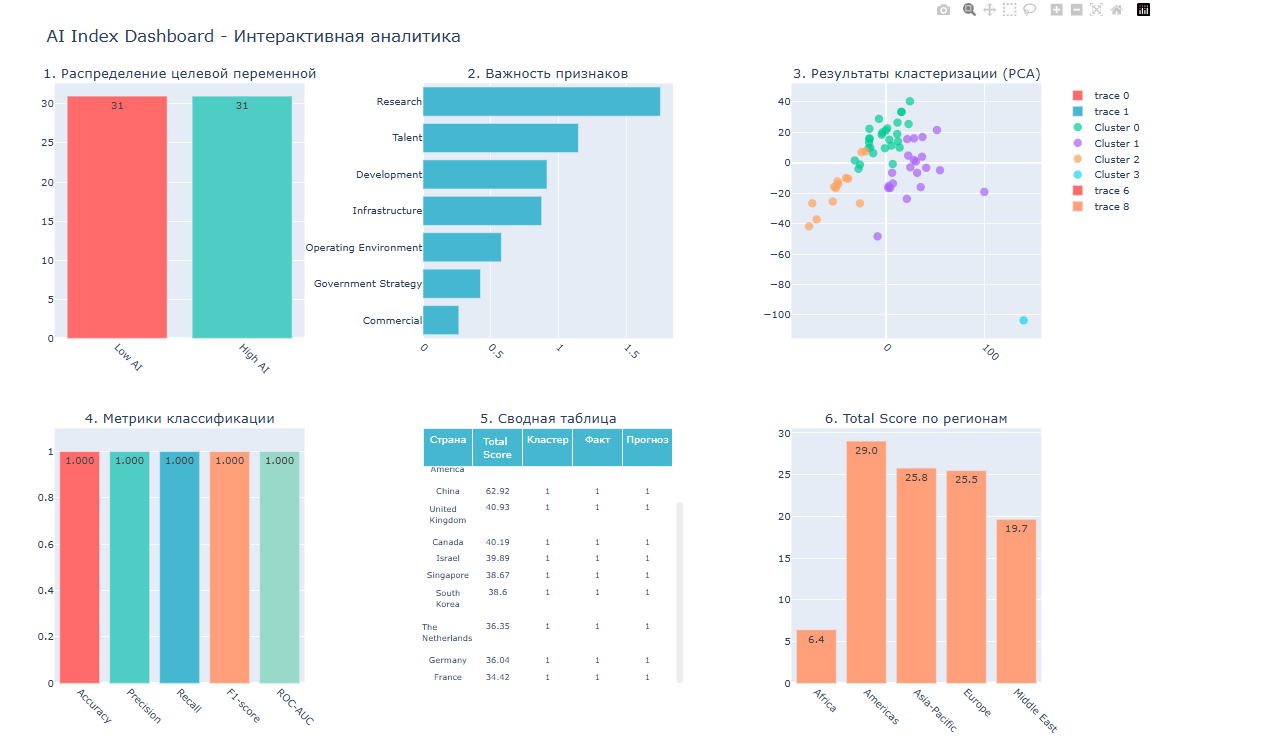 AI Index Dashboard - Интерактивная аналитика
1. Распределение целевой переменной
30
25
20
15
10
5
0
31
31
Low AI
High AI
2. Важность признаков
Research
Talent
Development
Infrastructure
Operating Environment
Government Strategy
Commercial
0
0.5
1
1.5
3. Результаты кластеризации (PCA)
40
20
0
−20
−40
−60
−80
−100
0
100
trace 0
trace 1
Cluster 0
Cluster 1
Cluster 2
Cluster 3
trace 6
trace 8
4. Метрики классификации
1
0.8
0.6
0.4
0.2
0
1.000
1.000
1.000
1.000
1.000
Accuracy
Precision
Recall
F1-score
ROC-AUC
5. Сводная таблица
Страна Total Score Кластер Факт Прогноз
America
China 62.92 1 1 1
United Kingdom 40.93 1 1 1
Canada 40.19 1 1 1
Israel 39.89 1 1 1
Singapore 38.67 1 1 1
South Korea 38.6 1 1 1
The Netherlands 36.35 1 1 1
Germany 36.04 1 1 1
France 34.42 1 1 1
6. Total Score по регионам
30
25
20
15
10
5
0
6.4
29.0
25.8
25.5
19.7
Africa
Americas
Asia-Pacific
Europe
Middle East